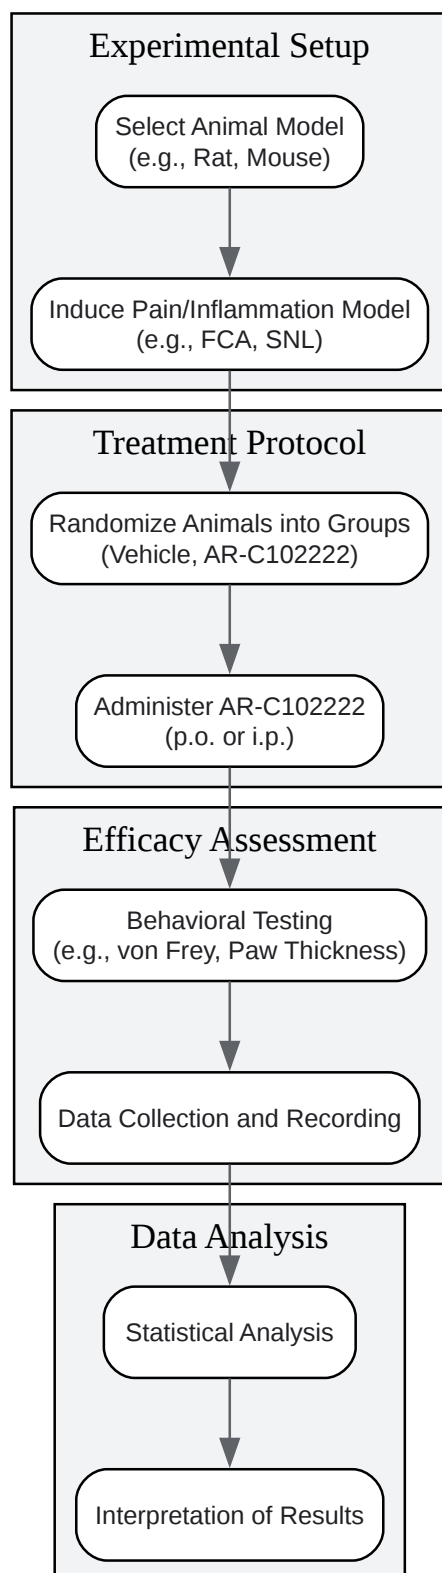 Experimental Setup
Select Animal Model
(e.g., Rat, Mouse)
Induce Pain/Inflammation Model
(e.g., FCA, SNL)
Treatment Protocol
Randomize Animals into Groups
(Vehicle, AR-C102222)
Administer AR-C102222
(p.o. or i.p.)
Efficacy Assessment
Behavioral Testing
(e.g., von Frey, Paw Thickness)
Data Collection and Recording
Data Analysis
Statistical Analysis
Interpretation of Results